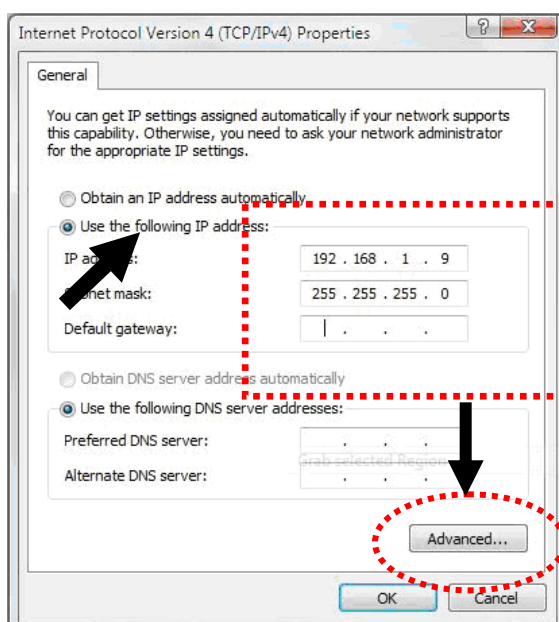 Internet Protocol Version 4 (TCP/IPv4) Properties
General
You can get IP settings assigned automatically if your network supports
this capability. Otherwise, you need to ask your network administrator
for the appropriate IP settings.
Obtain an IP address automatically
Use the following IP address:
IP address:
192 . 168 . 1 . 9
Subnet mask:
255 . 255 . 255 . 0
Default gateway:
. . .
Obtain DNS server address automatically
Use the following DNS server addresses:
Preferred DNS server:
. . .
Grab selected Region
Alternate DNS server:
. . .
Advanced...
OK
Cancel